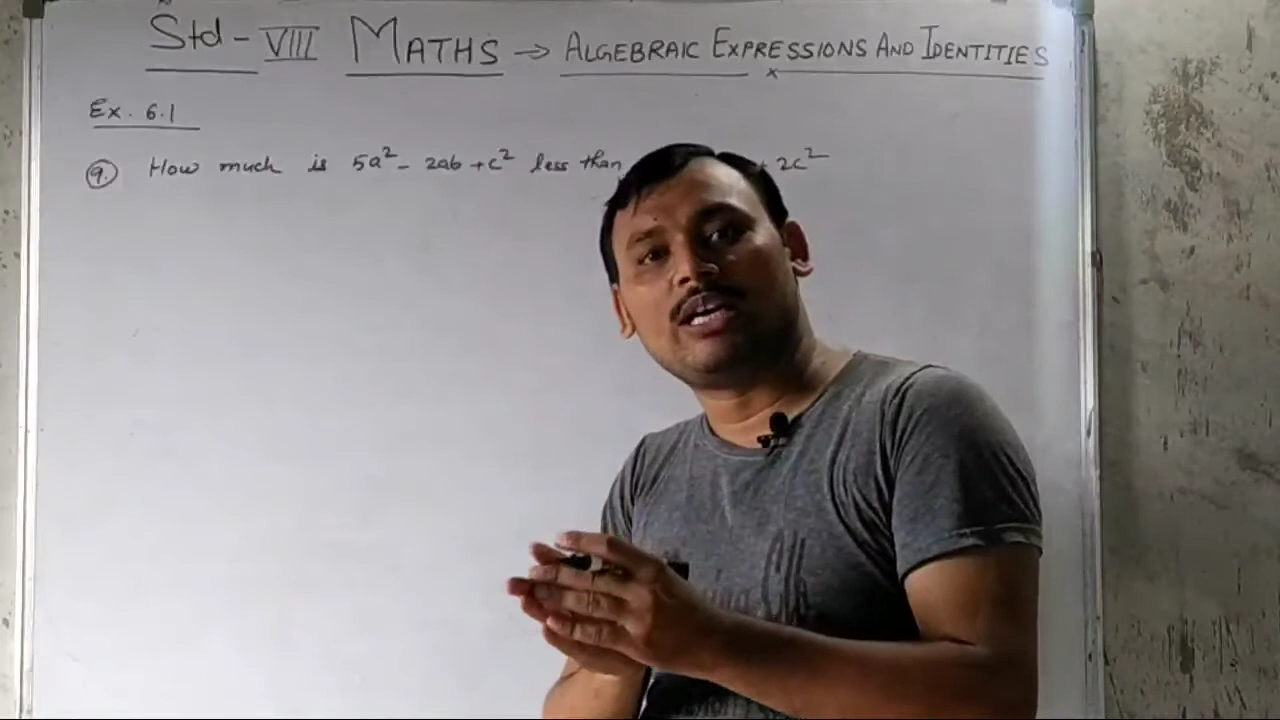 Std - VIII MATHS → ALGEBRAIC EXPRESSIONS AND IDENTITIES
Ex. 6.1
9 How much is 5a² - 2ab + c² less than + 2c²